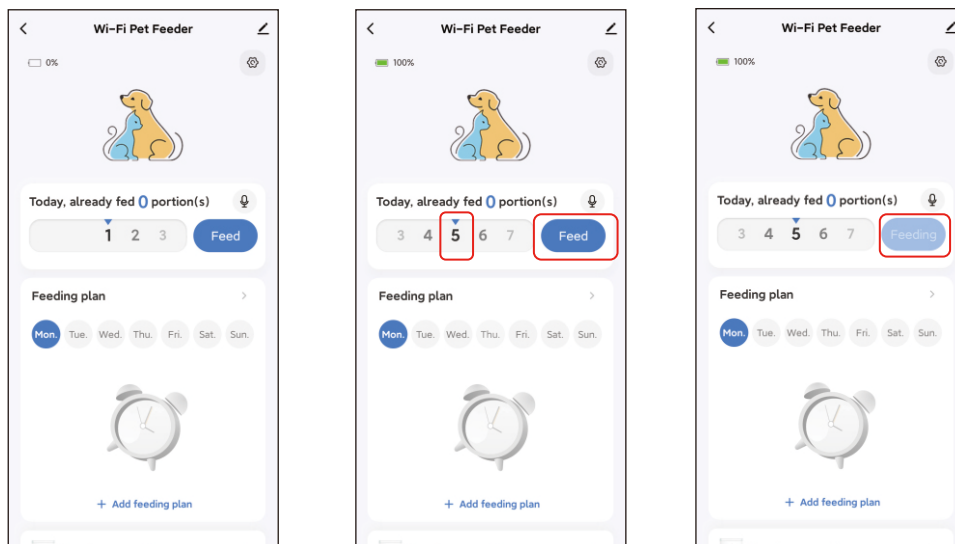 Wi-Fi Pet Feeder
0%
Today, already fed 0 portion(s)
1 2 3 Feed
Feeding plan
Mon. Tue. Wed. Thu. Fri. Sat. Sun.
+ Add feeding plan
Wi-Fi Pet Feeder
100%
Today, already fed 0 portion(s)
3 4 5 6 7 Feed
Feeding plan
Mon. Tue. Wed. Thu. Fri. Sat. Sun.
+ Add feeding plan
Wi-Fi Pet Feeder
100%
Today, already fed 0 portion(s)
3 4 5 6 7 Feeding
Feeding plan
Mon. Tue. Wed. Thu. Fri. Sat. Sun.
+ Add feeding plan